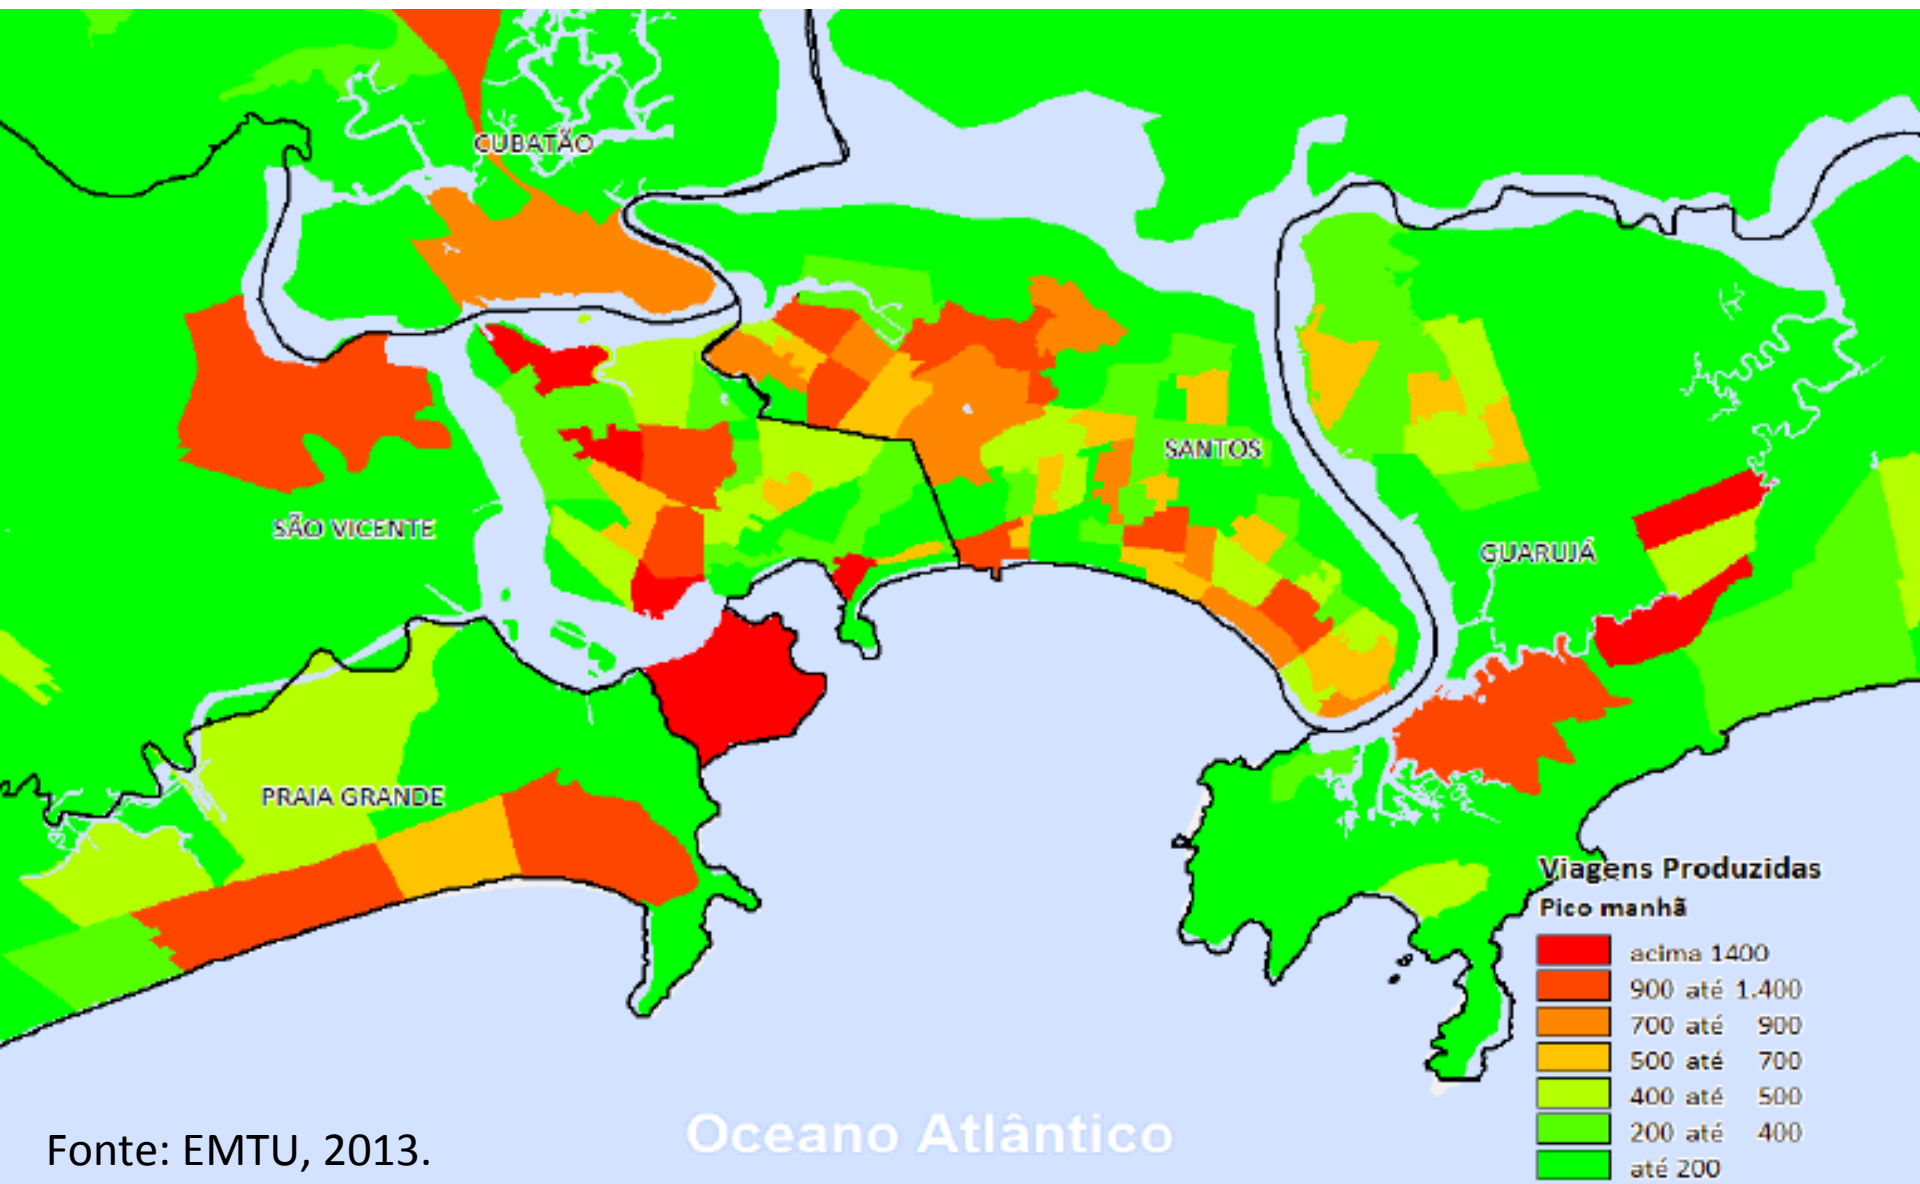 CUBATÃO
SANTOS
SÃO VICENTE
GUARUJÁ
PRAIA GRANDE
Viagens Produzidas
Pico manhã
acima 1400
900 até 1.400
700 até 900
500 até 700
400 até 500
200 até 400
até 200
Oceano Atlântico
Fonte: EMTU, 2013.